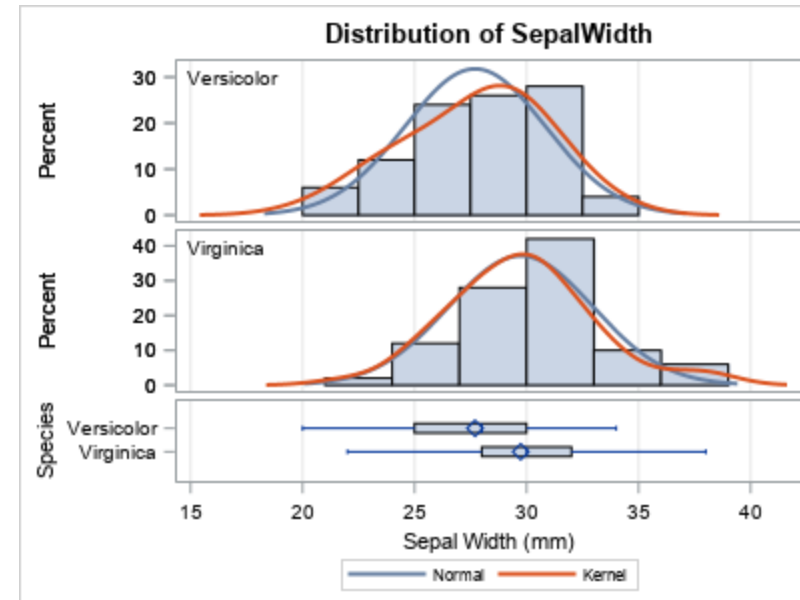 Distribution of SepalWidth
Versicolor
Percent
30
20
10
0
Virginica
Percent
40
30
20
10
0
Species
Versicolor
Virginica
15 20 25 30 35 40
Sepal Width (mm)
Normal Kernel